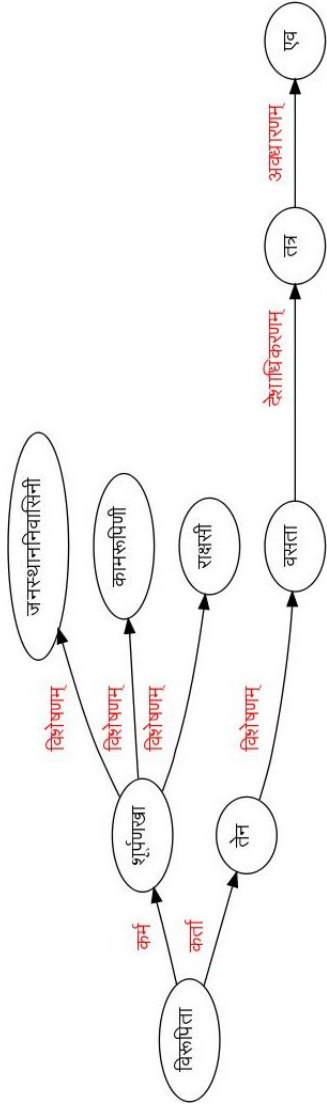 विरूपिता
कर्म
कर्ता
शूर्पणखा
तेन
विशेषणम्
विशेषणम्
विशेषणम्
विशेषणम्
जनस्थाननिवासिनी
कामरूपिणी
राक्षसी
वसता
देशाधिकरणम्
तत्र
अवधारणम्
एव